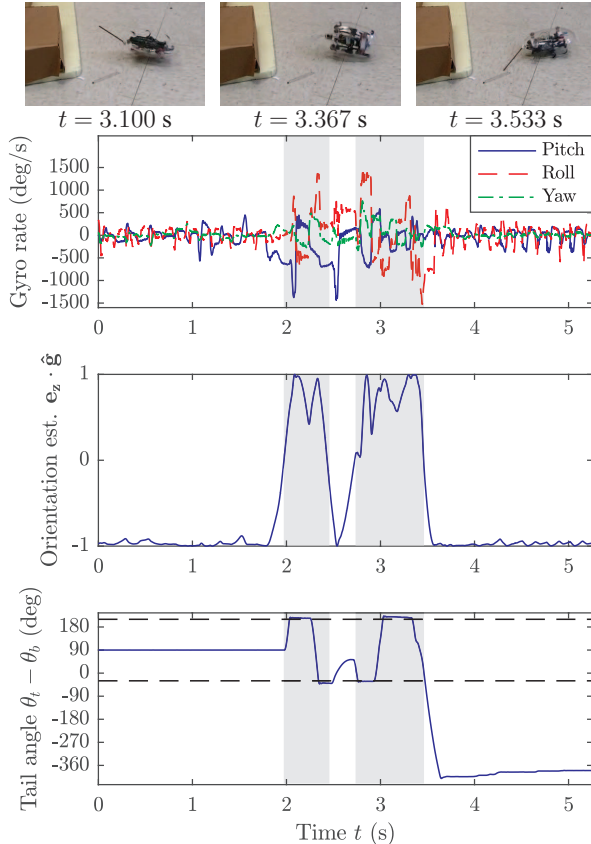 t = 3.100 s
t = 3.367 s
t = 3.533 s
Gyro rate (deg/s)
1500
1000
500
0
-500
-1000
-1500
Pitch
Roll
Yaw
0 1 2 3 4 5
Orientation est. e_z · ĝ
1
0
-1
0 1 2 3 4 5
Tail angle θ_t − θ_b (deg)
180
90
0
-90
-180
-270
-360
0 1 2 3 4 5
Time t (s)